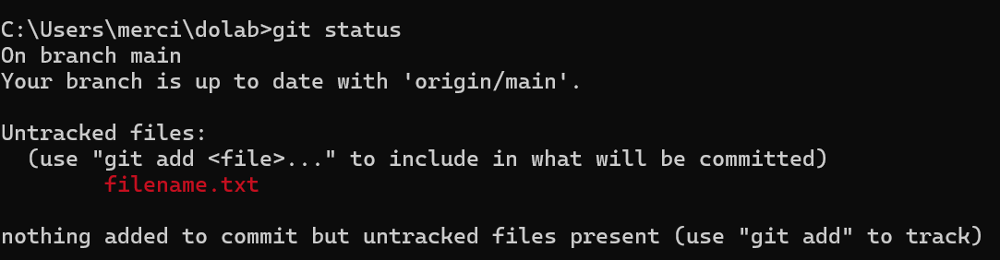 C:\Users\merci\dolab>git status
On branch main
Your branch is up to date with 'origin/main'.
Untracked files:
(use "git add <file>..." to include in what will be committed)
filename.txt
nothing added to commit but untracked files present (use "git add" to track)